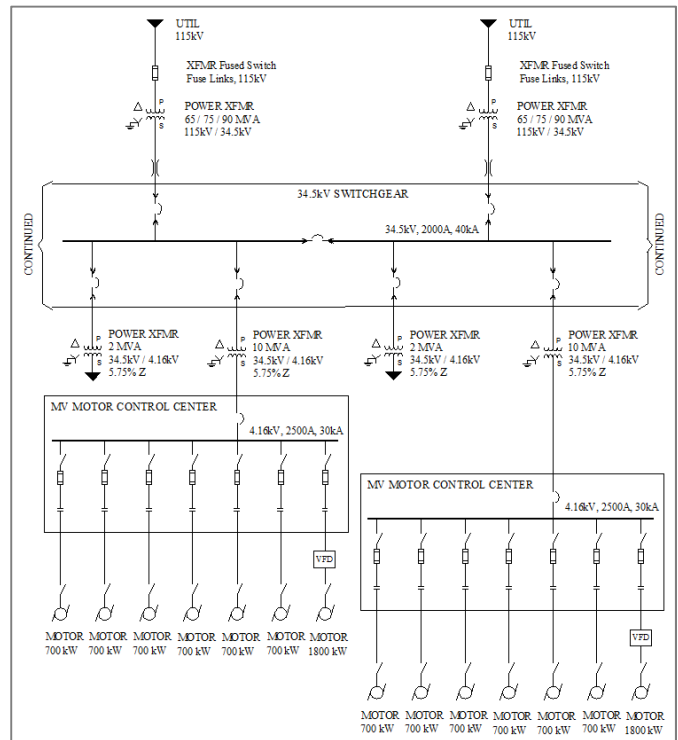 UTIL
115kV
UTIL
115kV
XFMR Fused Switch
Fuse Links, 115kV
XFMR Fused Switch
Fuse Links, 115kV
P
S
POWER XFMR
65 / 75 / 90 MVA
115kV / 34.5kV
P
S
POWER XFMR
65 / 75 / 90 MVA
115kV / 34.5kV
CONTINUED
34.5kV SWITCHGEAR
34.5kV, 2000A, 40kA
CONTINUED
P
S
POWER XFMR
2 MVA
34.5kV / 4.16kV
5.75% Z
P
S
POWER XFMR
10 MVA
34.5kV / 4.16kV
5.75% Z
P
S
POWER XFMR
2 MVA
34.5kV / 4.16kV
5.75% Z
P
S
POWER XFMR
10 MVA
34.5kV / 4.16kV
5.75% Z
MV MOTOR CONTROL CENTER
4.16kV, 2500A, 30kA
VFD
MOTOR MOTOR MOTOR MOTOR MOTOR MOTOR MOTOR
700 kW 700 kW 700 kW 700 kW 700 kW 700 kW 1800 kW
MV MOTOR CONTROL CENTER
4.16kV, 2500A, 30kA
VFD
MOTOR MOTOR MOTOR MOTOR MOTOR MOTOR MOTOR
700 kW 700 kW 700 kW 700 kW 700 kW 700 kW 1800 kW